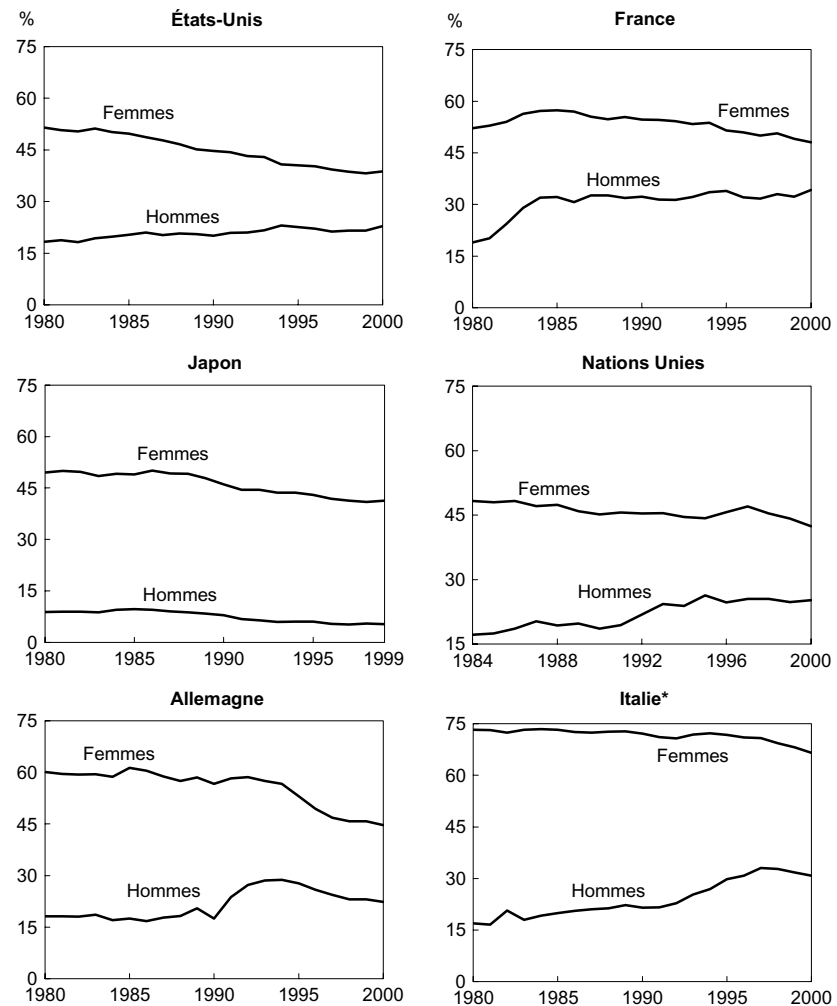 % États-Unis
75
60
45
30
15
0
Femmes
Hommes
1980 1985 1990 1995 2000
% France
75
60
45
30
15
0
Femmes
Hommes
1980 1985 1990 1995 2000
Japon
75
60
45
30
15
0
Femmes
Hommes
1980 1985 1990 1995 1999
Nations Unies
75
60
45
30
15
Femmes
Hommes
1984 1988 1992 1996 2000
Allemagne
75
60
45
30
15
0
Femmes
Hommes
1980 1985 1990 1995 2000
Italie*
75
60
45
30
15
0
Femmes
Hommes
1980 1985 1990 1995 2000